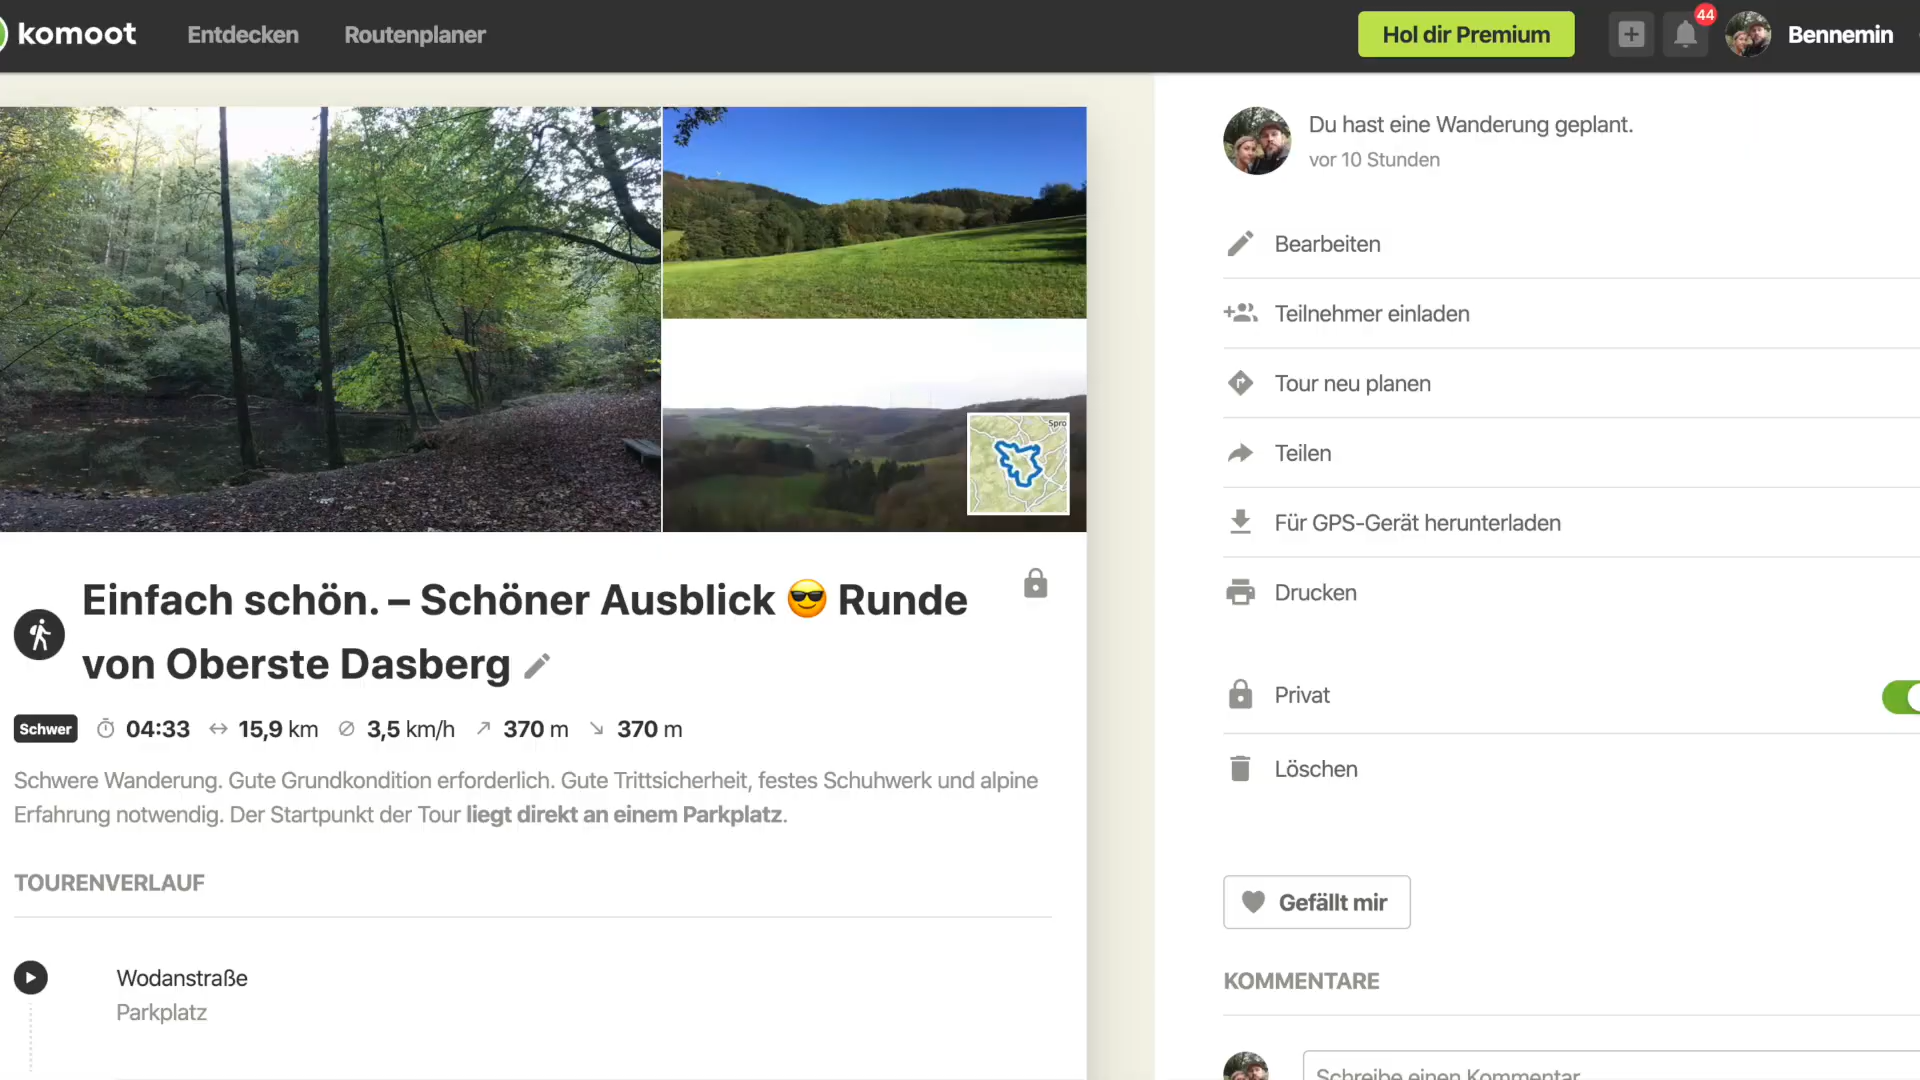 komoot Entdecken Routenplaner Hol dir Premium 44 Bennemin
Spro
Einfach schön. – Schöner Ausblick 😎 Runde
von Oberste Dasberg
Schwer 04:33 15,9 km 3,5 km/h 370 m 370 m
Schwere Wanderung. Gute Grundkondition erforderlich. Gute Trittsicherheit, festes Schuhwerk und alpine
Erfahrung notwendig. Der Startpunkt der Tour liegt direkt an einem Parkplatz.
TOURENVERLAUF
Wodanstraße
Parkplatz
Du hast eine Wanderung geplant.
vor 10 Stunden
Bearbeiten
Teilnehmer einladen
Tour neu planen
Teilen
Für GPS-Gerät herunterladen
Drucken
Privat
Löschen
Gefällt mir
KOMMENTARE
Schreibe einen Kommentar